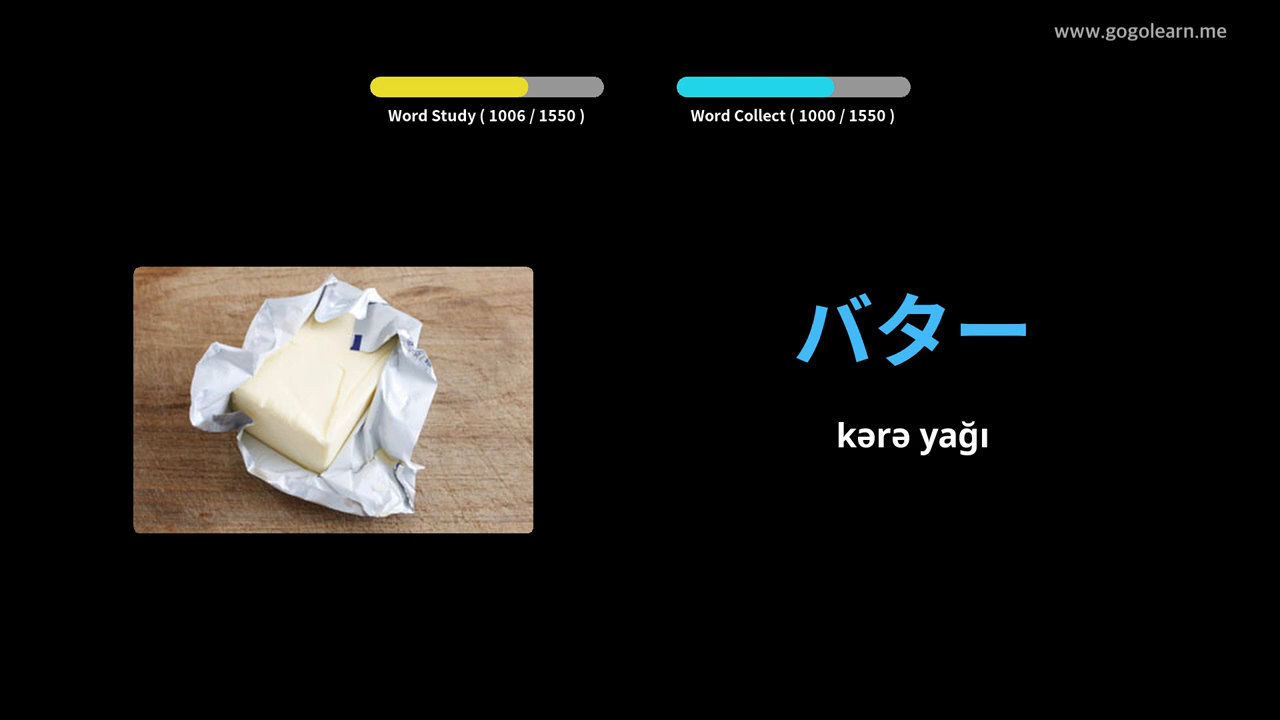 www.gogolearn.me
Word Study ( 1006 / 1550 )
Word Collect ( 1000 / 1550 )
バター
kərə yağı